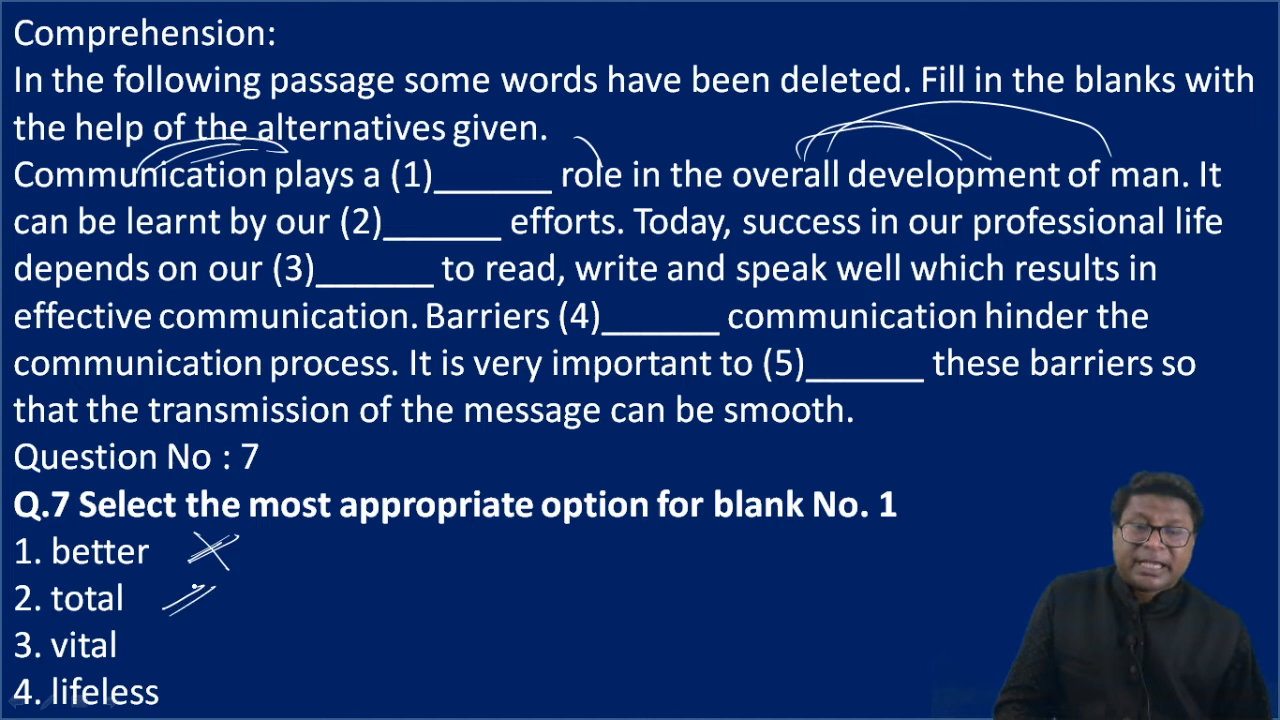 Comprehension:
In the following passage some words have been deleted. Fill in the blanks with
the help of the alternatives given.
Communication plays a (1)______ role in the overall development of man. It
can be learnt by our (2)______ efforts. Today, success in our professional life
depends on our (3)______ to read, write and speak well which results in
effective communication. Barriers (4)______ communication hinder the
communication process. It is very important to (5)______ these barriers so
that the transmission of the message can be smooth.
Question No : 7
Q.7 Select the most appropriate option for blank No. 1
1. better
2. total
3. vital
4. lifeless